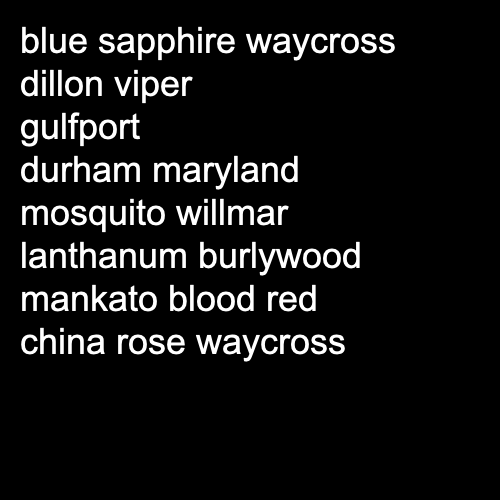 blue sapphire waycross
dillon viper
gulfport
durham maryland
mosquito willmar
lanthanum burlywood
mankato blood red
china rose waycross